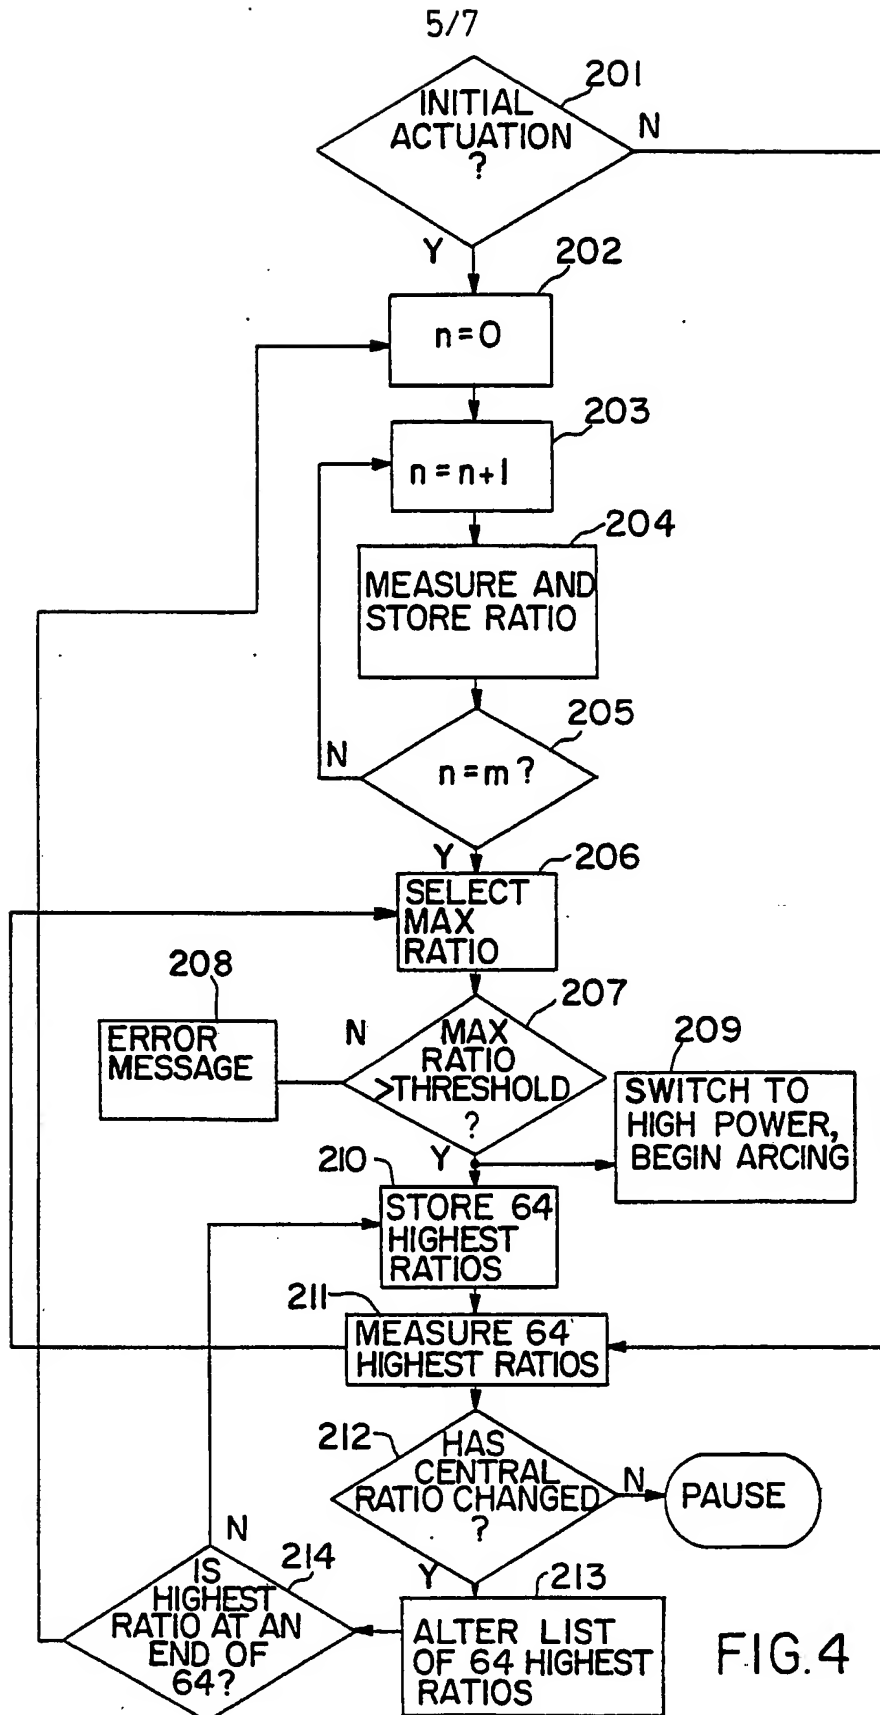 5/7
INITIAL
ACTUATION
?
201
N
Y
202
n=0
203
n=n+1
204
MEASURE AND
STORE RATIO
205
N
n=m?
Y
206
SELECT
MAX
RATIO
208
ERROR
MESSAGE
N
207
MAX
RATIO
>THRESHOLD
?
209
SWITCH TO
HIGH POWER,
BEGIN ARCING
Y
210
STORE 64
HIGHEST
RATIOS
211
MEASURE 64
HIGHEST RATIOS
212
HAS
CENTRAL
RATIO CHANGED
?
N
PAUSE
Y
213
ALTER LIST
OF 64 HIGHEST
RATIOS
N
214
IS
HIGHEST
RATIO AT AN
END OF
64?
FIG.4